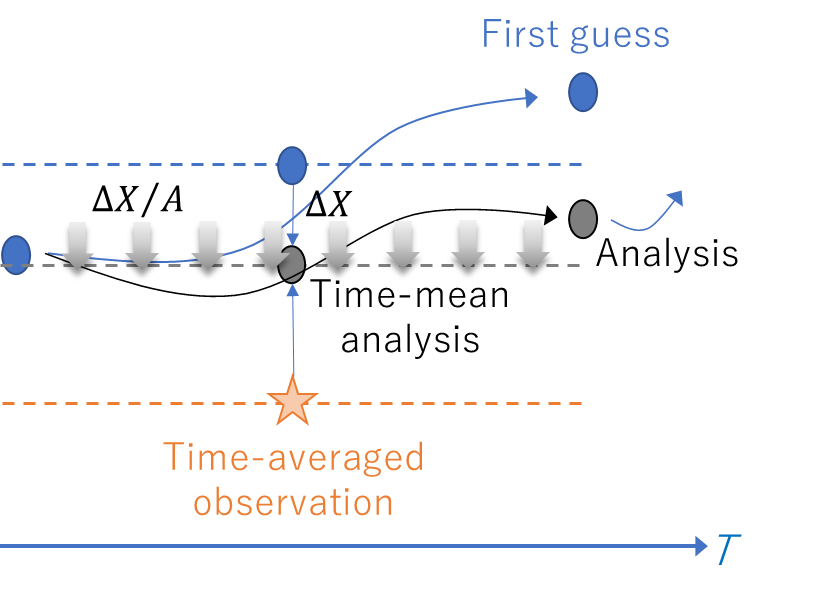 First guess
ΔX/A
ΔX
Analysis
Time-mean
analysis
Time-averaged
observation
T